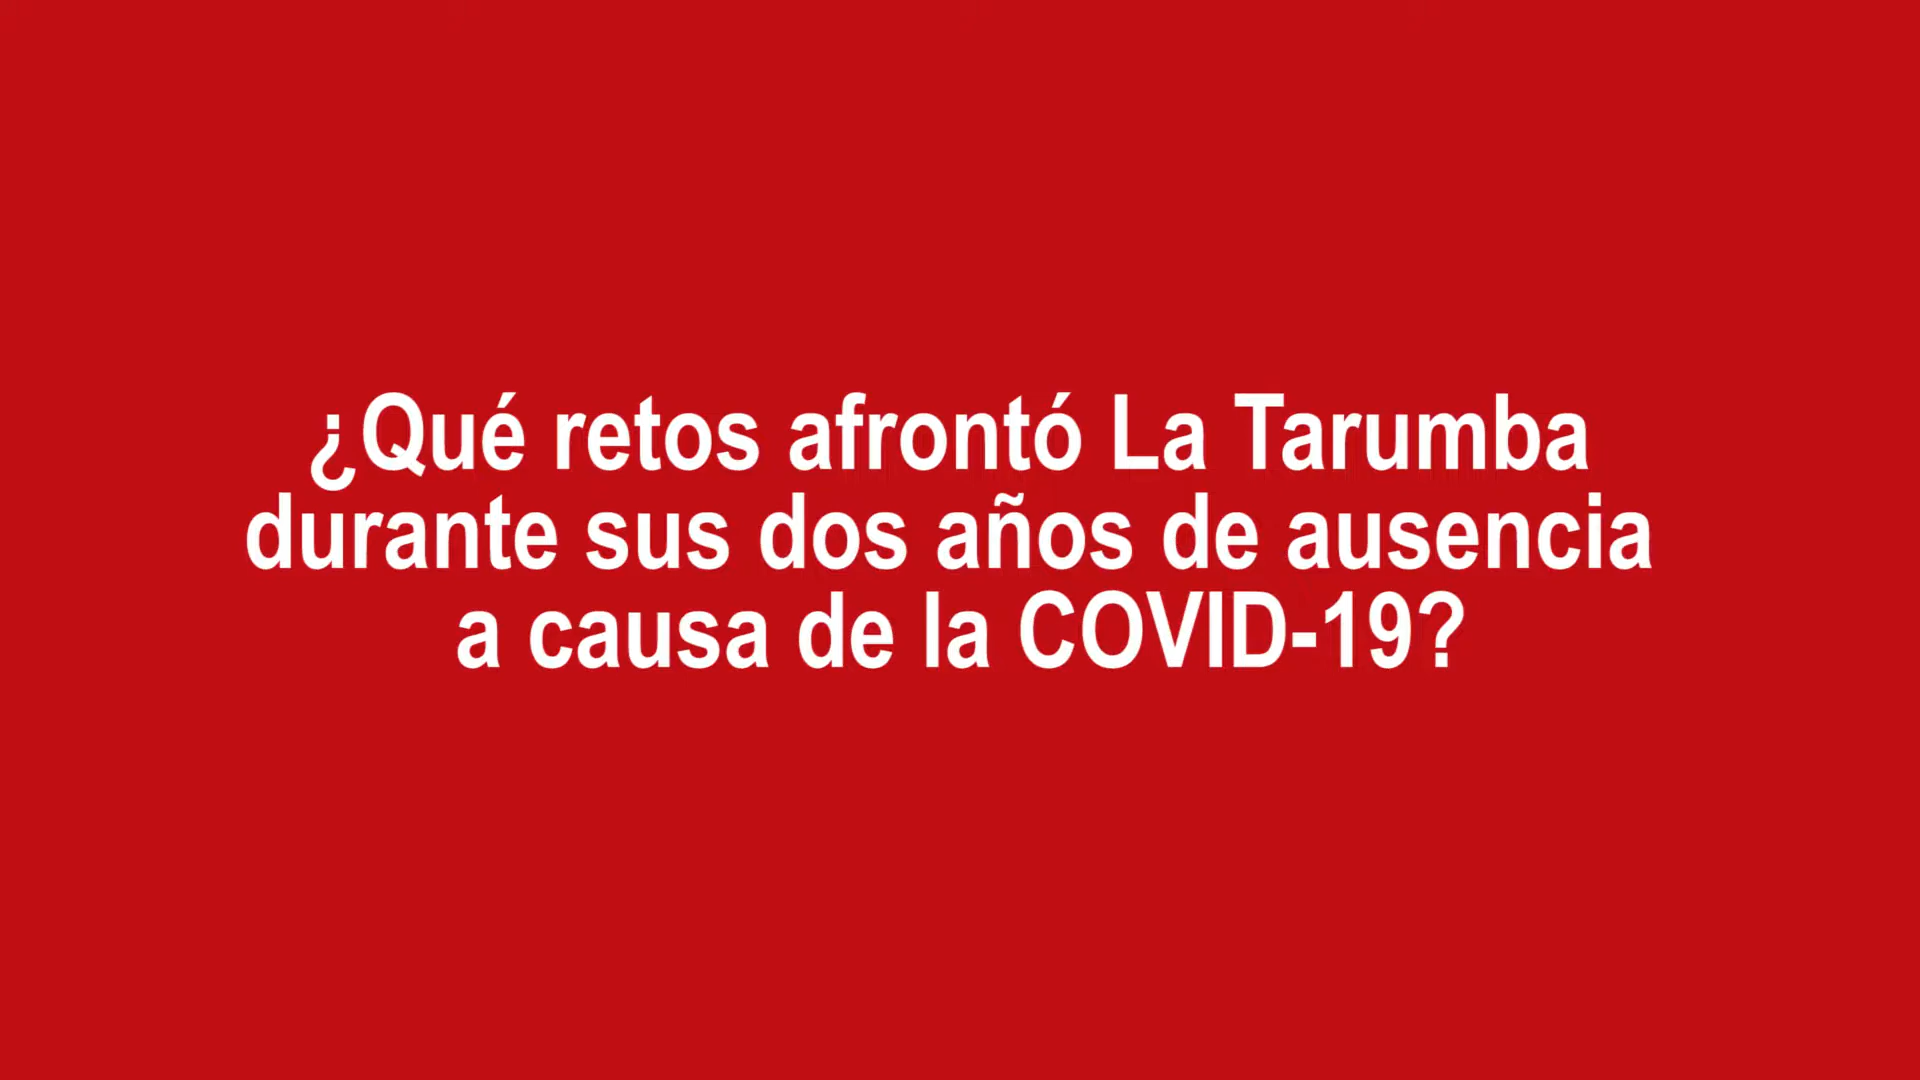 ¿Qué retos afrontó La Tarumba
durante sus dos años de ausencia
a causa de la COVID-19?